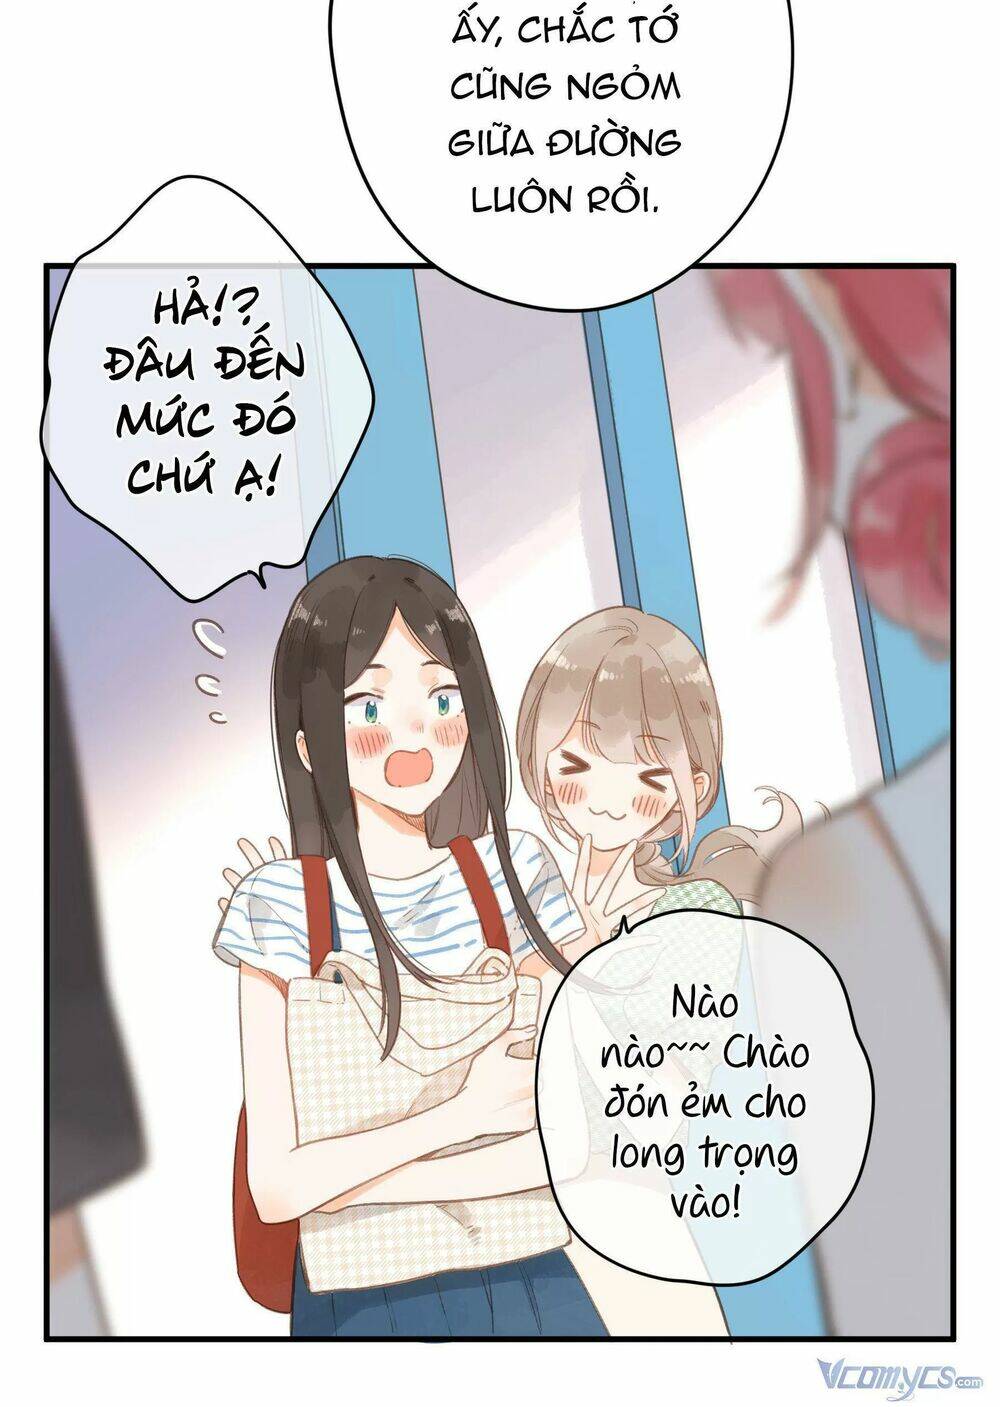 ẤY, CHẮC TỚ
CŨNG NGỎM
GIỮA ĐƯỜNG
LUÔN RỒI.
HẢ!?
ĐÂU ĐẾN
MỨC ĐÓ
CHỨ Ạ!
Nào
nào~~ Chào
đón ẻm cho
long trọng
vào!
VCOMYCS.com